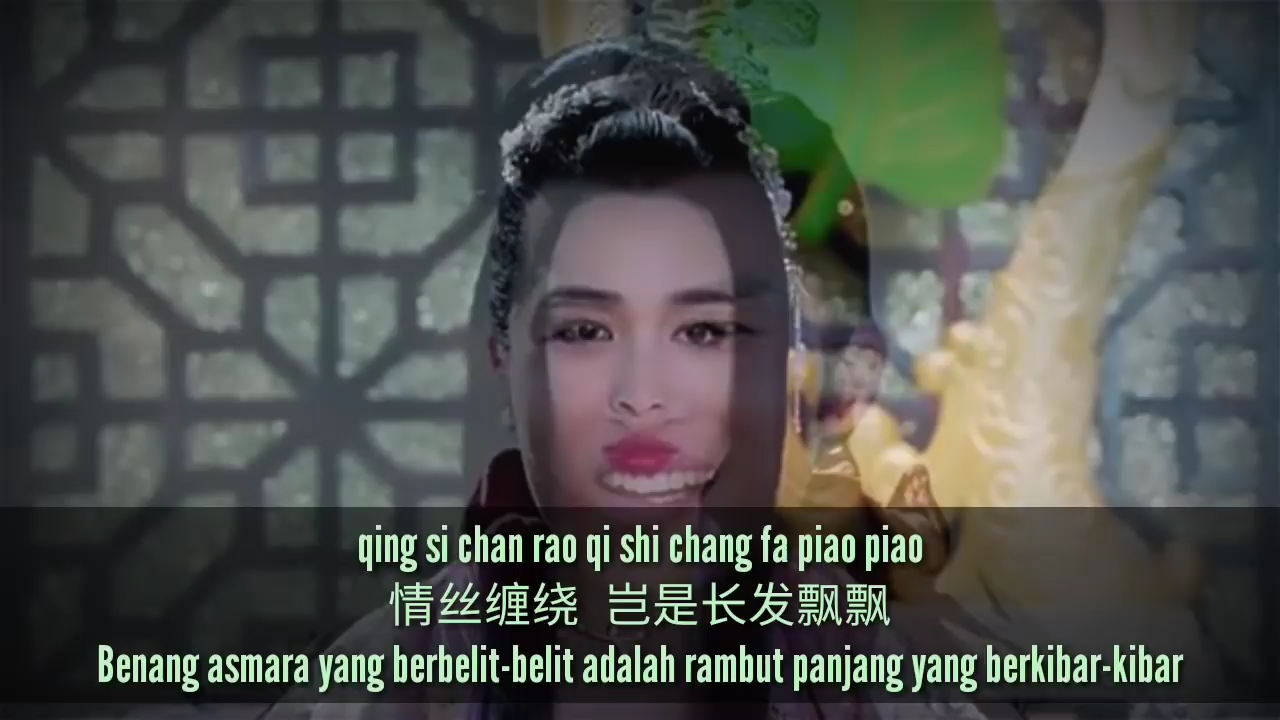 qing si chan rao qi shi chang fa piao piao
情丝缠绕 岂是长发飘飘
Benang asmara yang berbelit-belit adalah rambut panjang yang berkibar-kibar